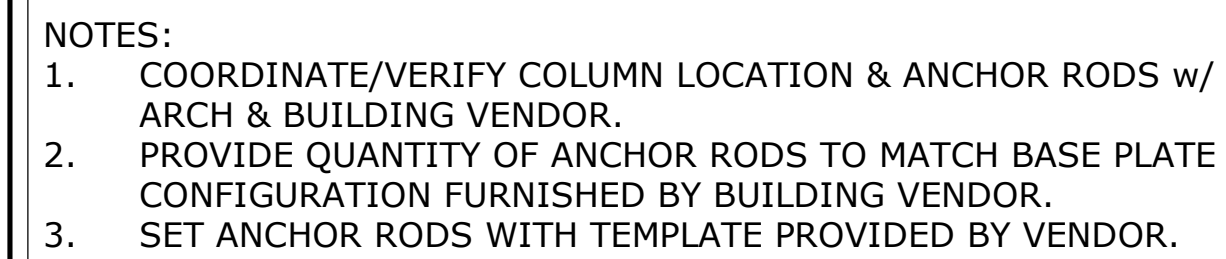 NOTES:
1. COORDINATE/VERIFY COLUMN LOCATION & ANCHOR RODS w/
ARCH & BUILDING VENDOR.
2. PROVIDE QUANTITY OF ANCHOR RODS TO MATCH BASE PLATE
CONFIGURATION FURNISHED BY BUILDING VENDOR.
3. SET ANCHOR RODS WITH TEMPLATE PROVIDED BY VENDOR.